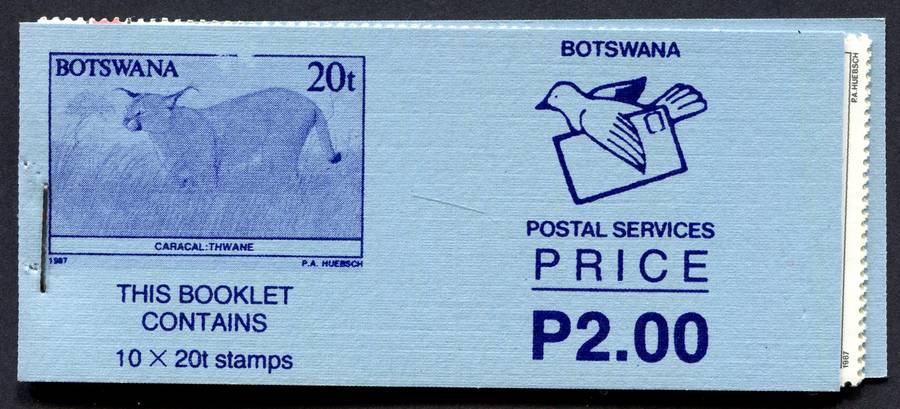 BOTSWANA 20t
CARACAL:THWANE
1987 P.A. HUEBSCH
THIS BOOKLET
CONTAINS
10 × 20t stamps
BOTSWANA
POSTAL SERVICES
PRICE
P2.00
P.A. HUEBSCH
1987